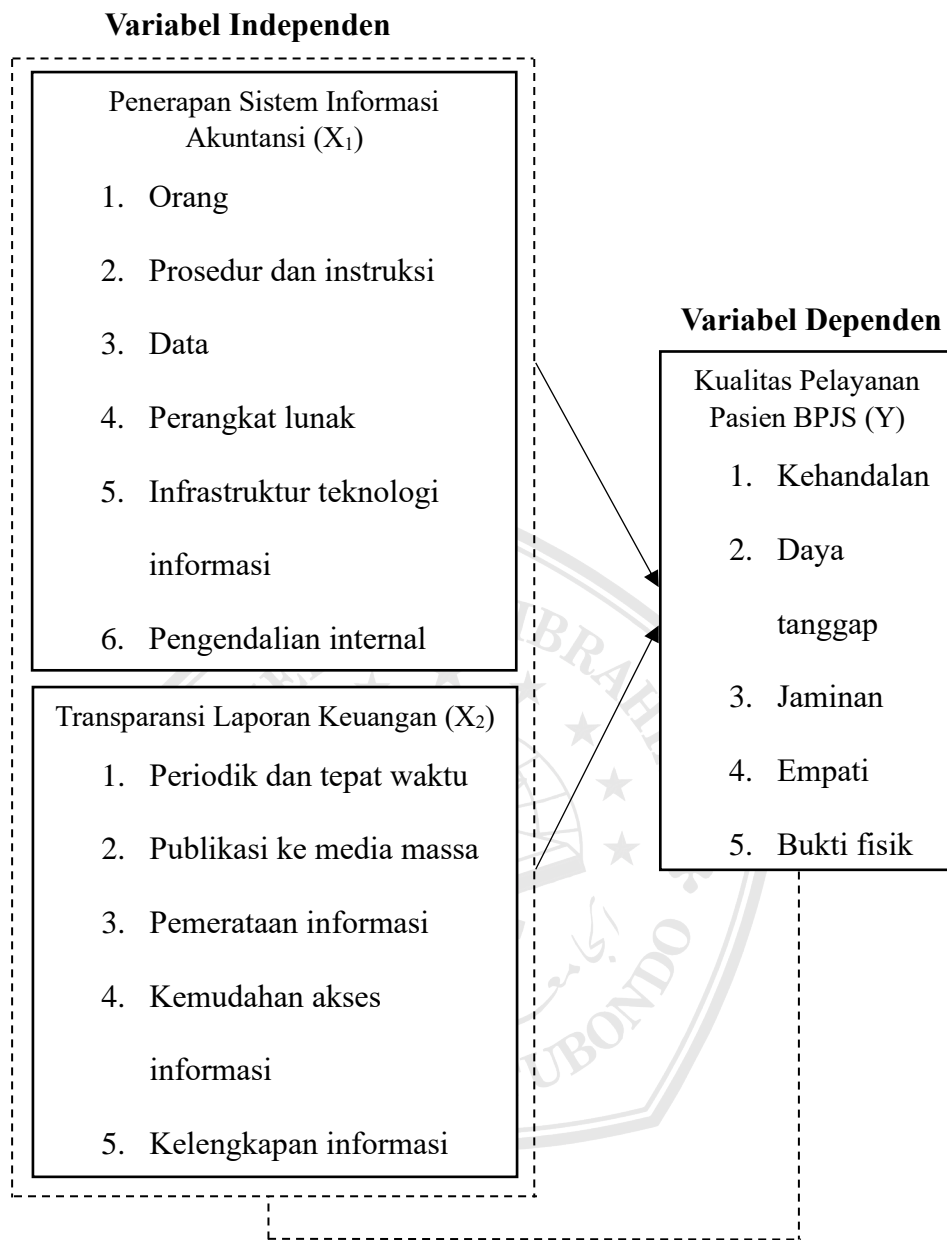 Variabel Independen
Penerapan Sistem Informasi
Akuntansi (X₁)
1. Orang
2. Prosedur dan instruksi
3. Data
4. Perangkat lunak
5. Infrastruktur teknologi
informasi
6. Pengendalian internal
Transparansi Laporan Keuangan (X₂)
1. Periodik dan tepat waktu
2. Publikasi ke media massa
3. Pemerataan informasi
4. Kemudahan akses
informasi
5. Kelengkapan informasi
Variabel Dependen
Kualitas Pelayanan
Pasien BPJS (Y)
1. Kehandalan
2. Daya
tanggap
3. Jaminan
4. Empati
5. Bukti fisik